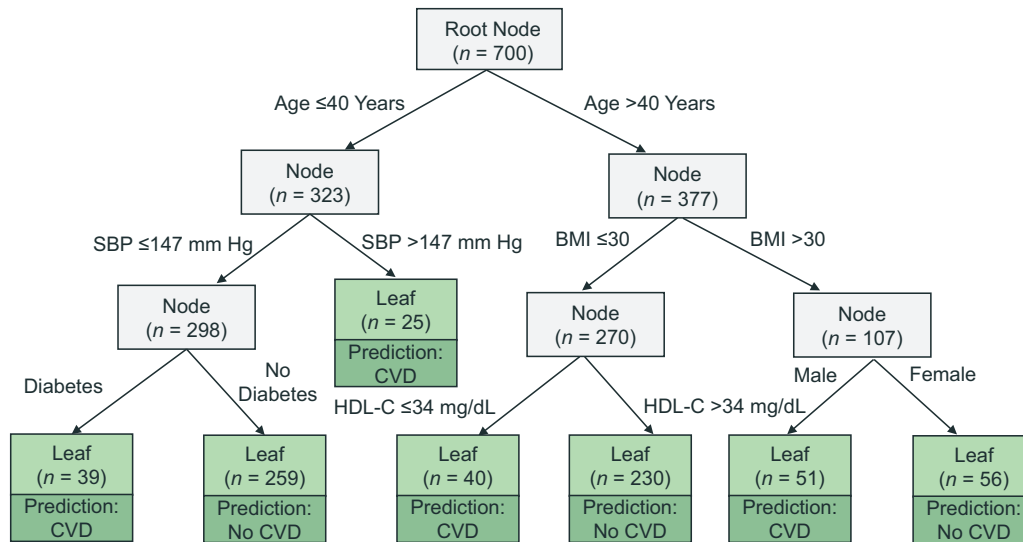 Root Node
(n = 700)
Age ≤40 Years
Age >40 Years
Node
(n = 323)
Node
(n = 377)
SBP ≤147 mm Hg
SBP >147 mm Hg
BMI ≤30
BMI >30
Node
(n = 298)
Leaf
(n = 25)
Prediction:
CVD
Node
(n = 270)
Node
(n = 107)
Diabetes
No
Diabetes
HDL-C ≤34 mg/dL
HDL-C >34 mg/dL
Male
Female
Leaf
(n = 39)
Prediction:
CVD
Leaf
(n = 259)
Prediction:
No CVD
Leaf
(n = 40)
Prediction:
CVD
Leaf
(n = 230)
Prediction:
No CVD
Leaf
(n = 51)
Prediction:
CVD
Leaf
(n = 56)
Prediction:
No CVD